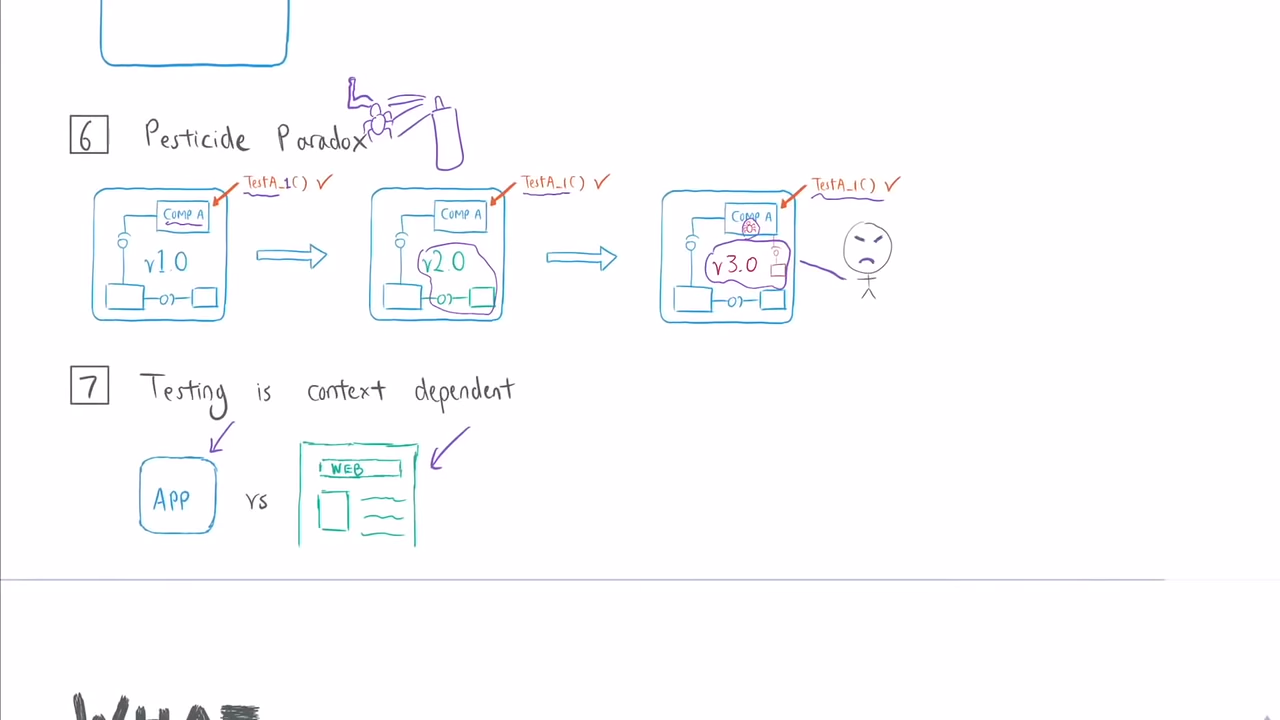 6 Pesticide Paradox
TestA_1() ✓
TestA_1() ✓
TestA_1() ✓
COMP A
COMP A
COMP A
v1.0
v2.0
v3.0
7 Testing is context dependent
WEB
APP
vs